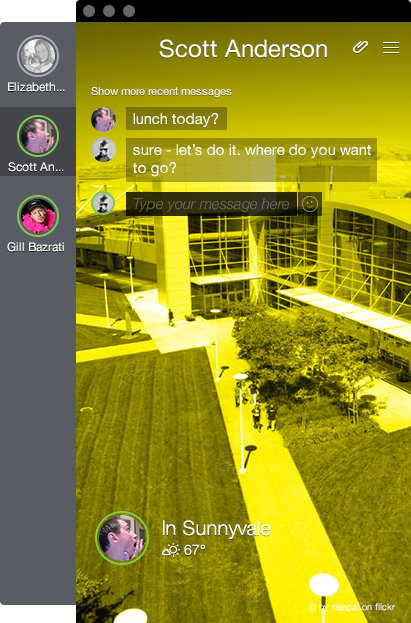 Scott Anderson
Elizabeth...
Show more recent messages
lunch today?
sure - let's do it. where do you want
to go?
Scott An...
Type your message here
Gill Bazrati
In Sunnyvale
67°
© by rajapal on flickr